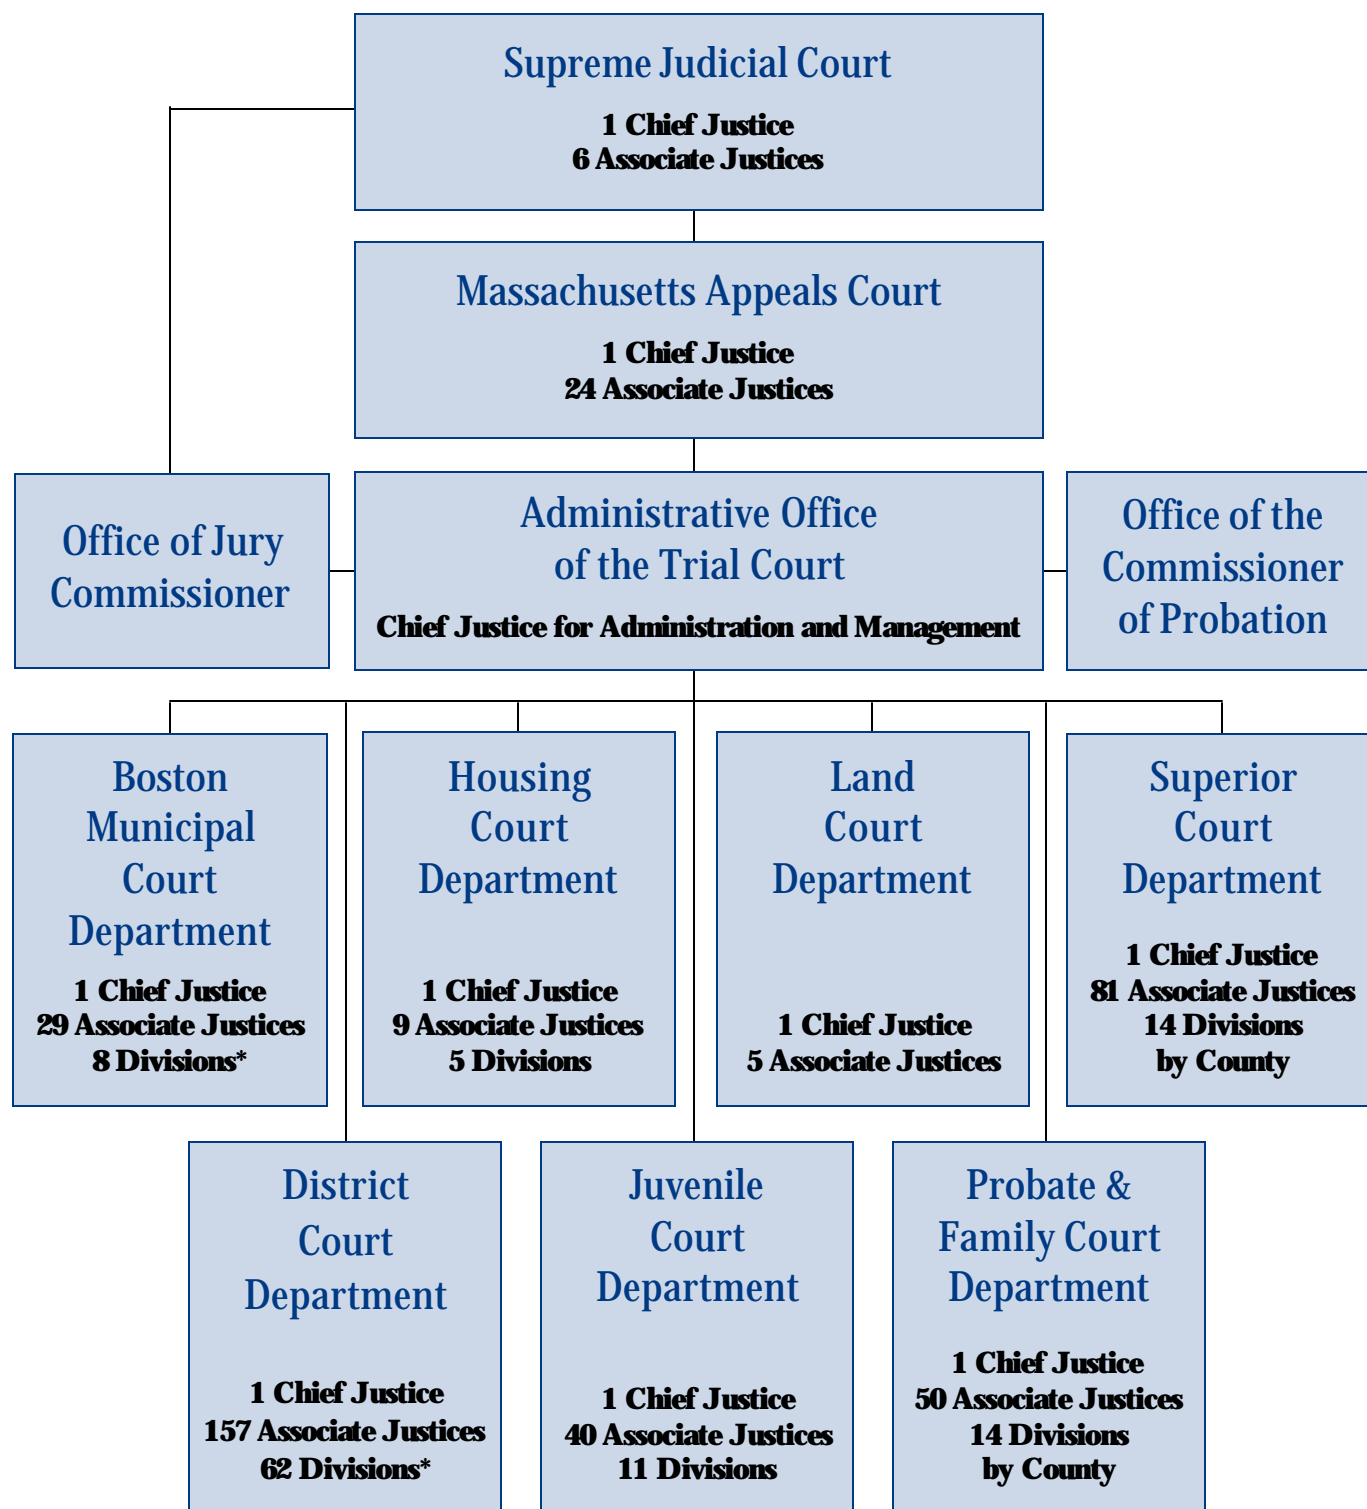 Supreme Judicial Court
1 Chief Justice
6 Associate Justices
Massachusetts Appeals Court
1 Chief Justice
24 Associate Justices
Office of Jury
Commissioner
Administrative Office
of the Trial Court
Chief Justice for Administration and Management
Office of the
Commissioner
of Probation
Boston
Municipal
Court
Department
1 Chief Justice
29 Associate Justices
8 Divisions*
Housing
Court
Department
1 Chief Justice
9 Associate Justices
5 Divisions
Land
Court
Department
1 Chief Justice
5 Associate Justices
Superior
Court
Department
1 Chief Justice
81 Associate Justices
14 Divisions
by County
District
Court
Department
1 Chief Justice
157 Associate Justices
62 Divisions*
Juvenile
Court
Department
1 Chief Justice
40 Associate Justices
11 Divisions
Probate &
Family Court
Department
1 Chief Justice
50 Associate Justices
14 Divisions
by County